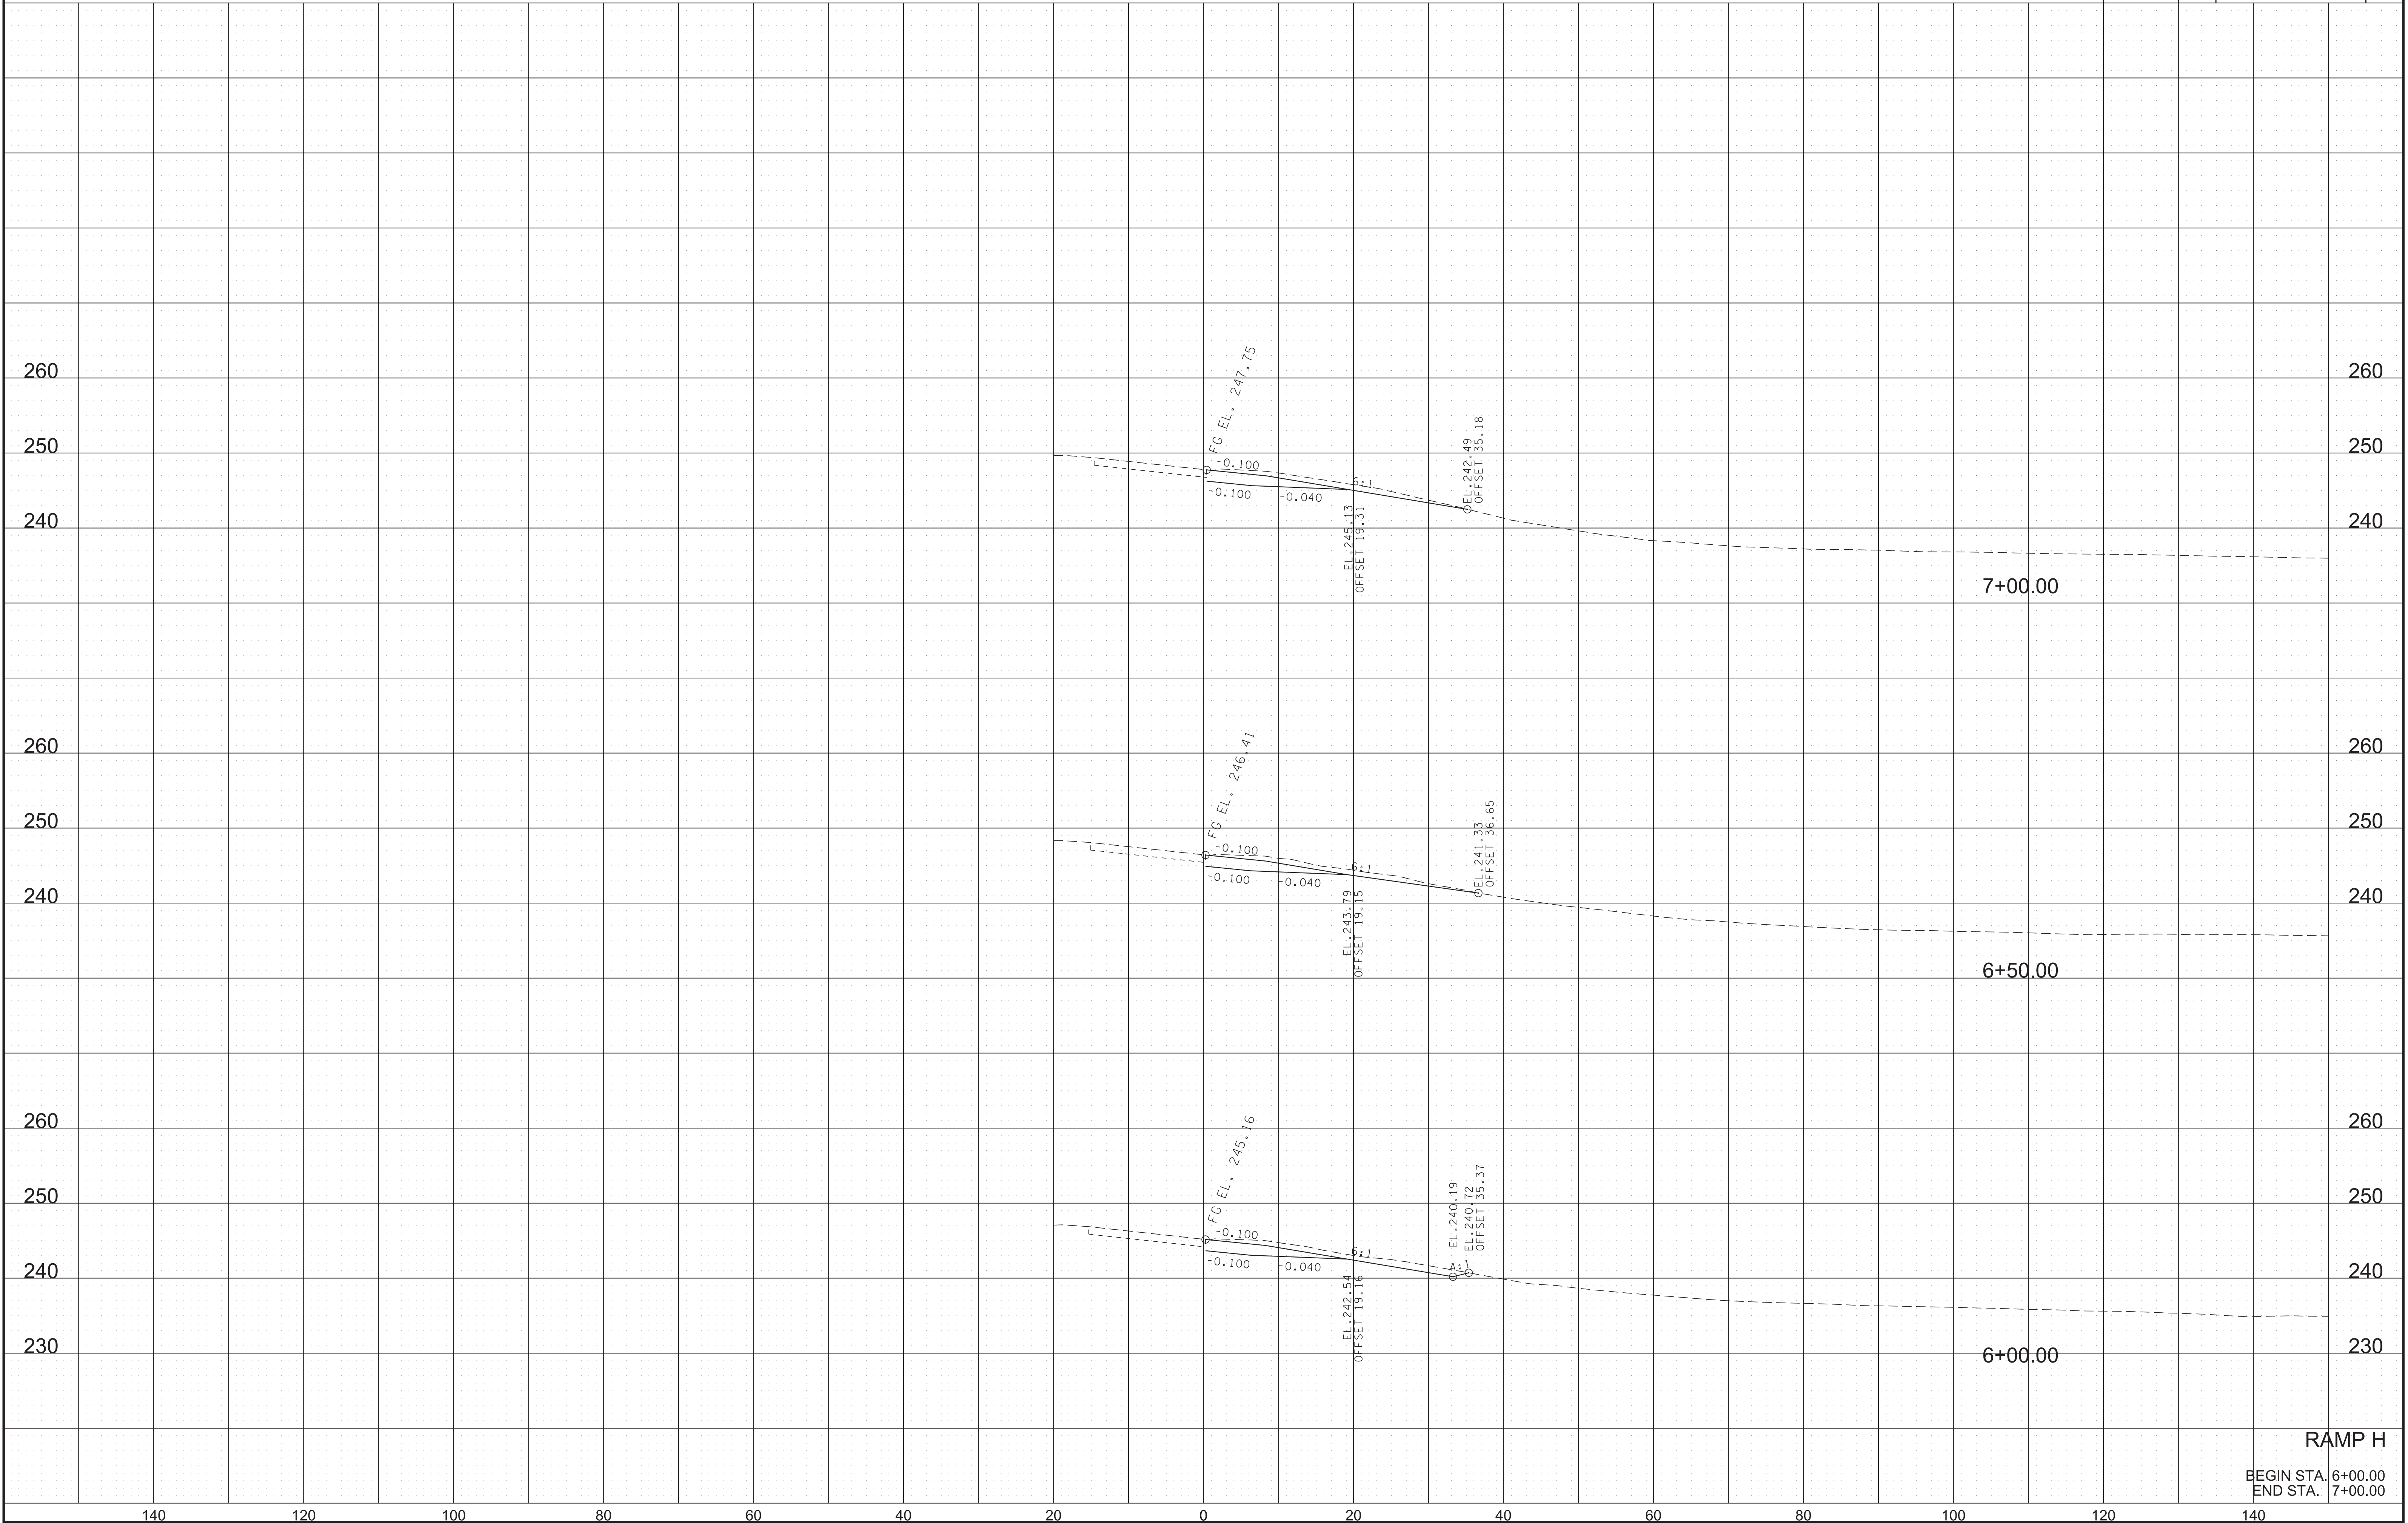 260 260
FG EL. 247.75
250 250
-0.100
6:1
EL.242.49
OFFSET 35.18
-0.100 -0.040
240 240
EL.245.13
OFFSET 19.31
7+00.00
260 260
FG EL. 246.41
250 250
-0.100
6:1
EL.241.33
OFFSET 36.65
-0.100 -0.040
240 240
EL.243.79
OFFSET 19.15
6+50.00
260 260
FG EL. 245.16
250 250
-0.100
6:1
EL.240.19
EL.240.72
OFFSET 35.37
A:1
-0.100 -0.040
240 240
EL.242.54
OFFSET 19.16
230 230
6+00.00
RAMP H
BEGIN STA. 6+00.00
END STA. 7+00.00
140 120 100 80 60 40 20 0 20 40 60 80 100 120 140